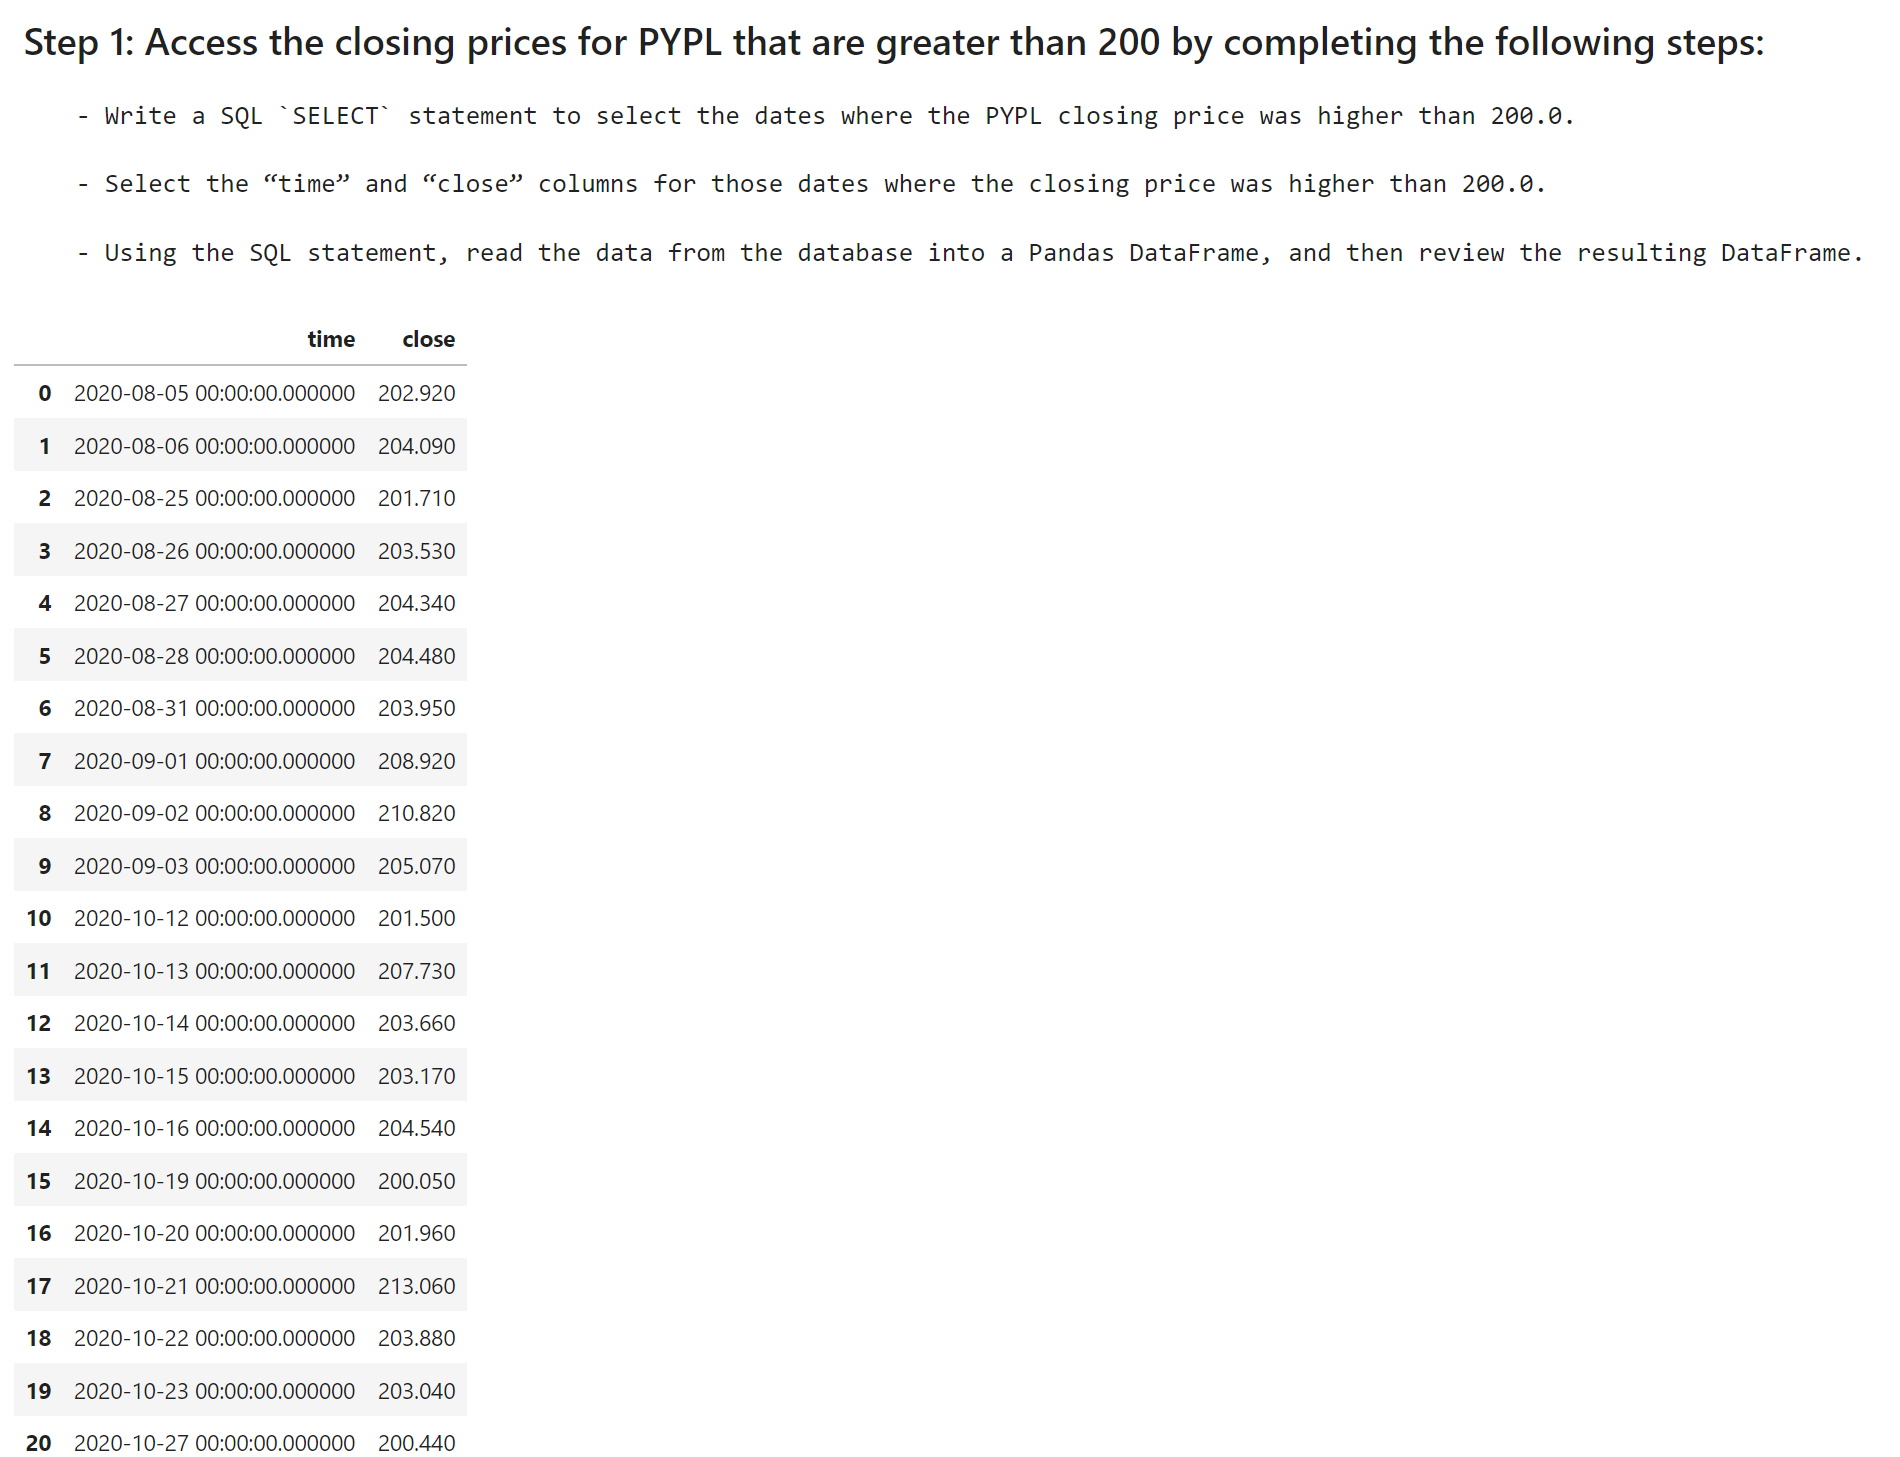 Step 1: Access the closing prices for PYPL that are greater than 200 by completing the following steps:
- Write a SQL `SELECT` statement to select the dates where the PYPL closing price was higher than 200.0.
- Select the “time” and “close” columns for those dates where the closing price was higher than 200.0.
- Using the SQL statement, read the data from the database into a Pandas DataFrame, and then review the resulting DataFrame.
time close
0 2020-08-05 00:00:00.000000 202.920
1 2020-08-06 00:00:00.000000 204.090
2 2020-08-25 00:00:00.000000 201.710
3 2020-08-26 00:00:00.000000 203.530
4 2020-08-27 00:00:00.000000 204.340
5 2020-08-28 00:00:00.000000 204.480
6 2020-08-31 00:00:00.000000 203.950
7 2020-09-01 00:00:00.000000 208.920
8 2020-09-02 00:00:00.000000 210.820
9 2020-09-03 00:00:00.000000 205.070
10 2020-10-12 00:00:00.000000 201.500
11 2020-10-13 00:00:00.000000 207.730
12 2020-10-14 00:00:00.000000 203.660
13 2020-10-15 00:00:00.000000 203.170
14 2020-10-16 00:00:00.000000 204.540
15 2020-10-19 00:00:00.000000 200.050
16 2020-10-20 00:00:00.000000 201.960
17 2020-10-21 00:00:00.000000 213.060
18 2020-10-22 00:00:00.000000 203.880
19 2020-10-23 00:00:00.000000 203.040
20 2020-10-27 00:00:00.000000 200.440